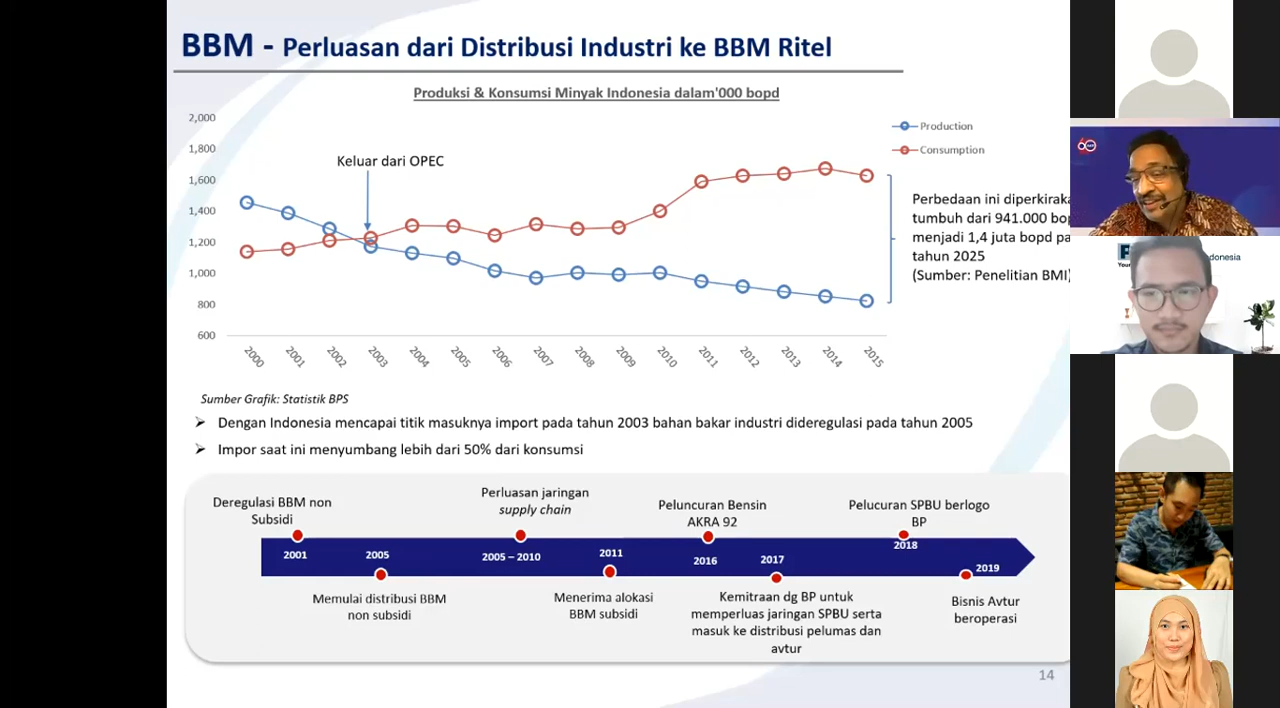 BBM - Perluasan dari Distribusi Industri ke BBM Ritel
Produksi & Konsumsi Minyak Indonesia dalam'000 bopd
2,000
1,800
1,600
1,400
1,200
1,000
800
600
Keluar dari OPEC
Production
Consumption
2000
2001
2002
2003
2004
2005
2006
2007
2008
2009
2010
2011
2012
2013
2014
2015
Perbedaan ini diperkiraka
tumbuh dari 941.000 bo
menjadi 1,4 juta bopd pa
tahun 2025
(Sumber: Penelitian BMI)
Sumber Grafik: Statistik BPS
Dengan Indonesia mencapai titik masuknya import pada tahun 2003 bahan bakar industri dideregulasi pada tahun 2005
Impor saat ini menyumbang lebih dari 50% dari konsumsi
Deregulasi BBM non
Subsidi
2001
2005
Memulai distribusi BBM
non subsidi
Perluasan jaringan
supply chain
2005 – 2010
2011
Menerima alokasi
BBM subsidi
Peluncuran Bensin
AKRA 92
2016
2017
Kemitraan dg BP untuk
memperluas jaringan SPBU serta
masuk ke distribusi pelumas dan
avtur
Pelucuran SPBU berlogo
BP
2018
2019
Bisnis Avtur
beroperasi
14
Your
donesia